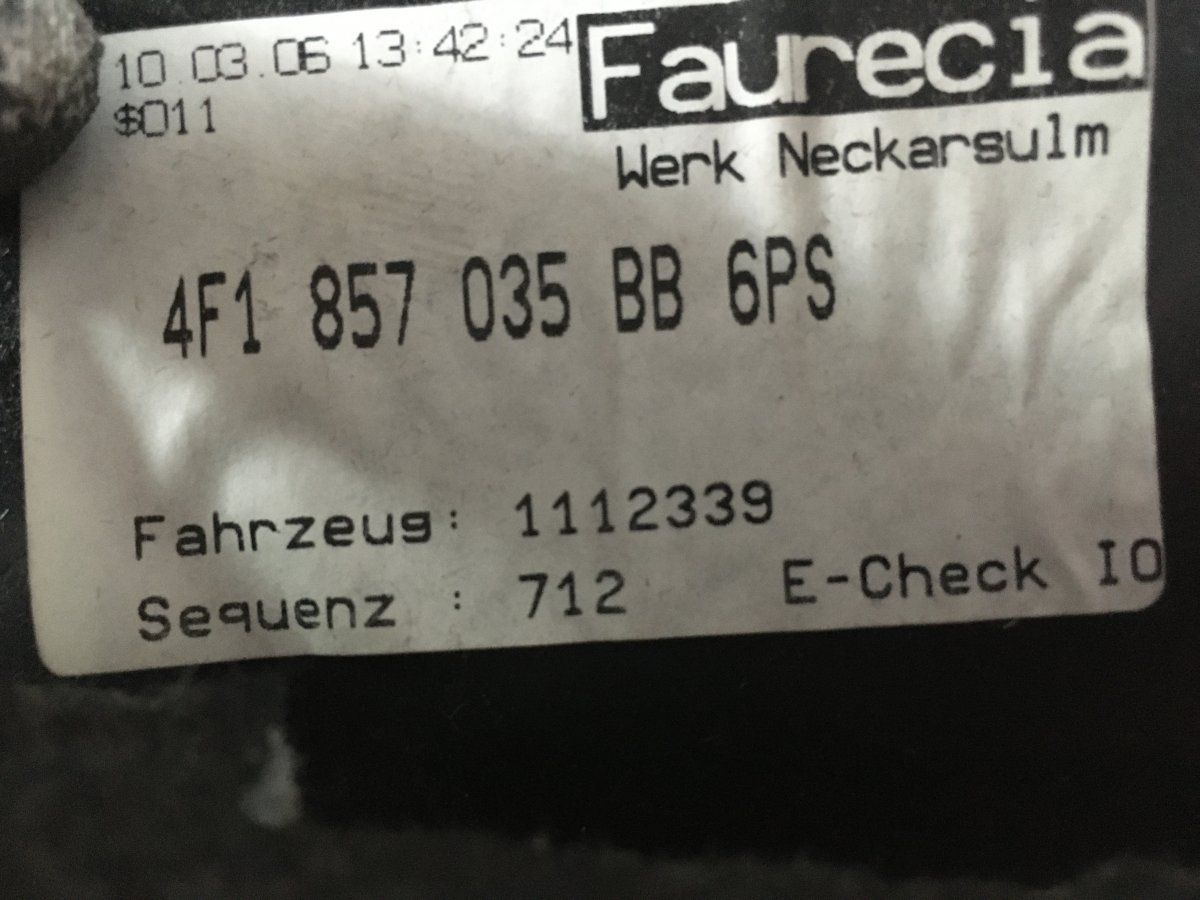 10.03.06 13:42:24
$011
Faurecia
Werk Neckarsulm
4F1 857 035 BB 6PS
Fahrzeug: 1112339
Sequenz : 712 E-Check IO